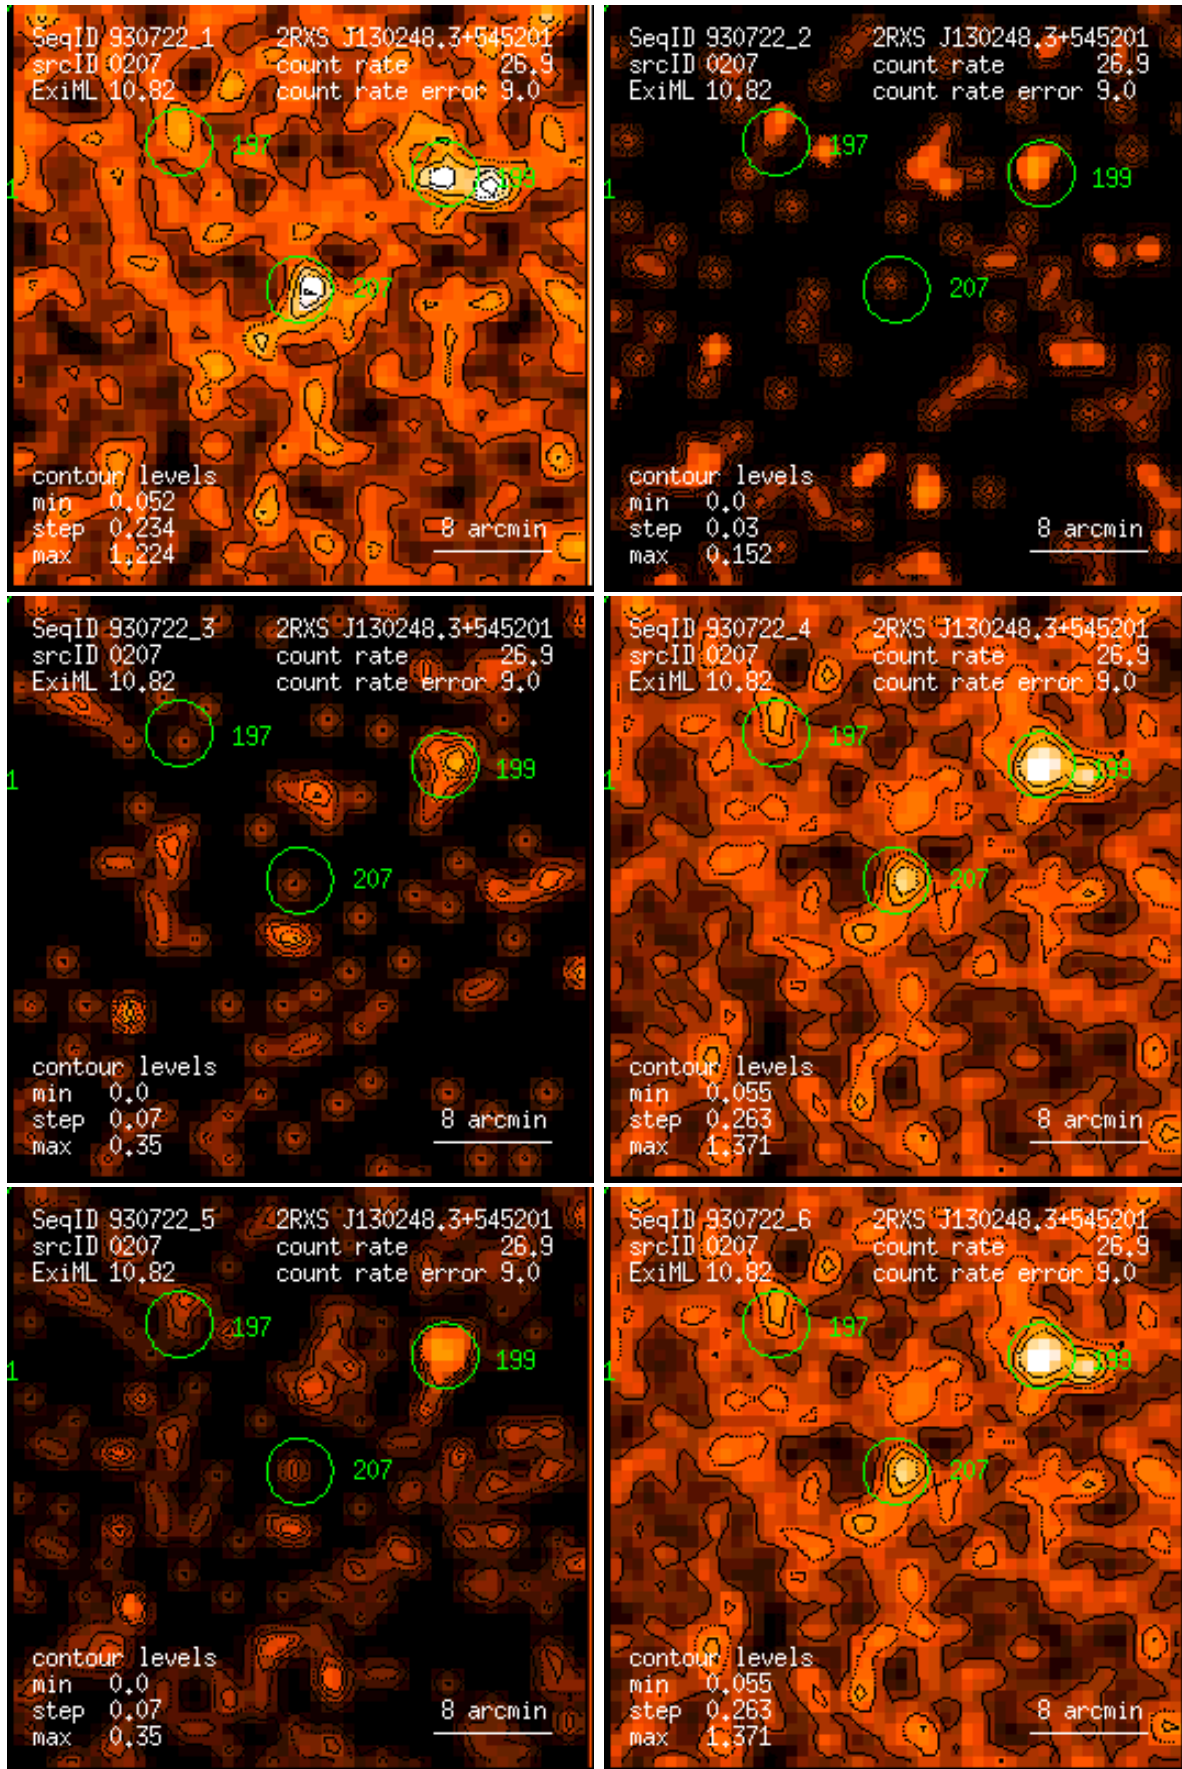 SeqID 930722_1 2RXS J130248.3+545201
srcID 0207 count rate 26.9
ExiML 10.82 count rate error 9.0
197
1 199
207
contour levels
min 0.052
step 0.234 8 arcmin
max 1.224
SeqID 930722_2 2RXS J130248.3+545201
srcID 0207 count rate 26.9
ExiML 10.82 count rate error 9.0
197
1 199
207
contour levels
min 0.0
step 0.03 8 arcmin
max 0.152
SeqID 930722_3 2RXS J130248.3+545201
srcID 0207 count rate 26.9
ExiML 10.82 count rate error 9.0
197
199
1
207
contour levels
min 0.0
step 0.07 8 arcmin
max 0.35
SeqID 930722_4 2RXS J130248.3+545201
srcID 0207 count rate 26.9
ExiML 10.82 count rate error 9.0
197
199
1
207
contour levels
min 0.055
step 0.263 8 arcmin
max 1.371
SeqID 930722_5 2RXS J130248.3+545201
srcID 0207 count rate 26.9
ExiML 10.82 count rate error 9.0
197
199
1
207
contour levels
min 0.0
step 0.07 8 arcmin
max 0.35
SeqID 930722_6 2RXS J130248.3+545201
srcID 0207 count rate 26.9
ExiML 10.82 count rate error 9.0
197
199
1
207
contour levels
min 0.055
step 0.263 8 arcmin
max 1.371